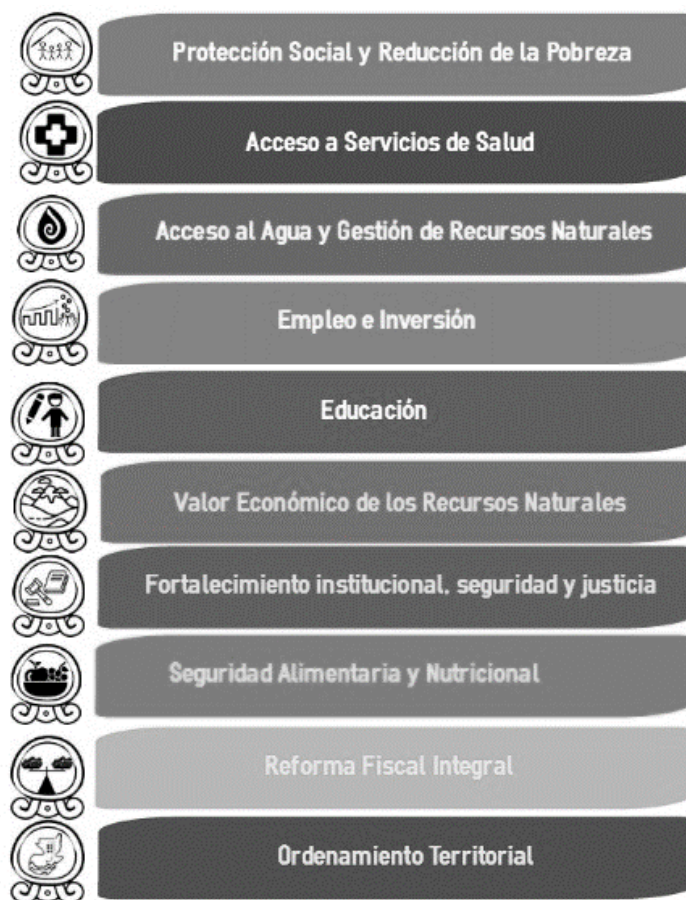 Protección Social y Reducción de la Pobreza
Acceso a Servicios de Salud
Acceso al Agua y Gestión de Recursos Naturales
Empleo e Inversión
Educación
Valor Económico de los Recursos Naturales
Fortalecimiento institucional, seguridad y justicia
Seguridad Alimentaria y Nutricional
Reforma Fiscal Integral
Ordenamiento Territorial